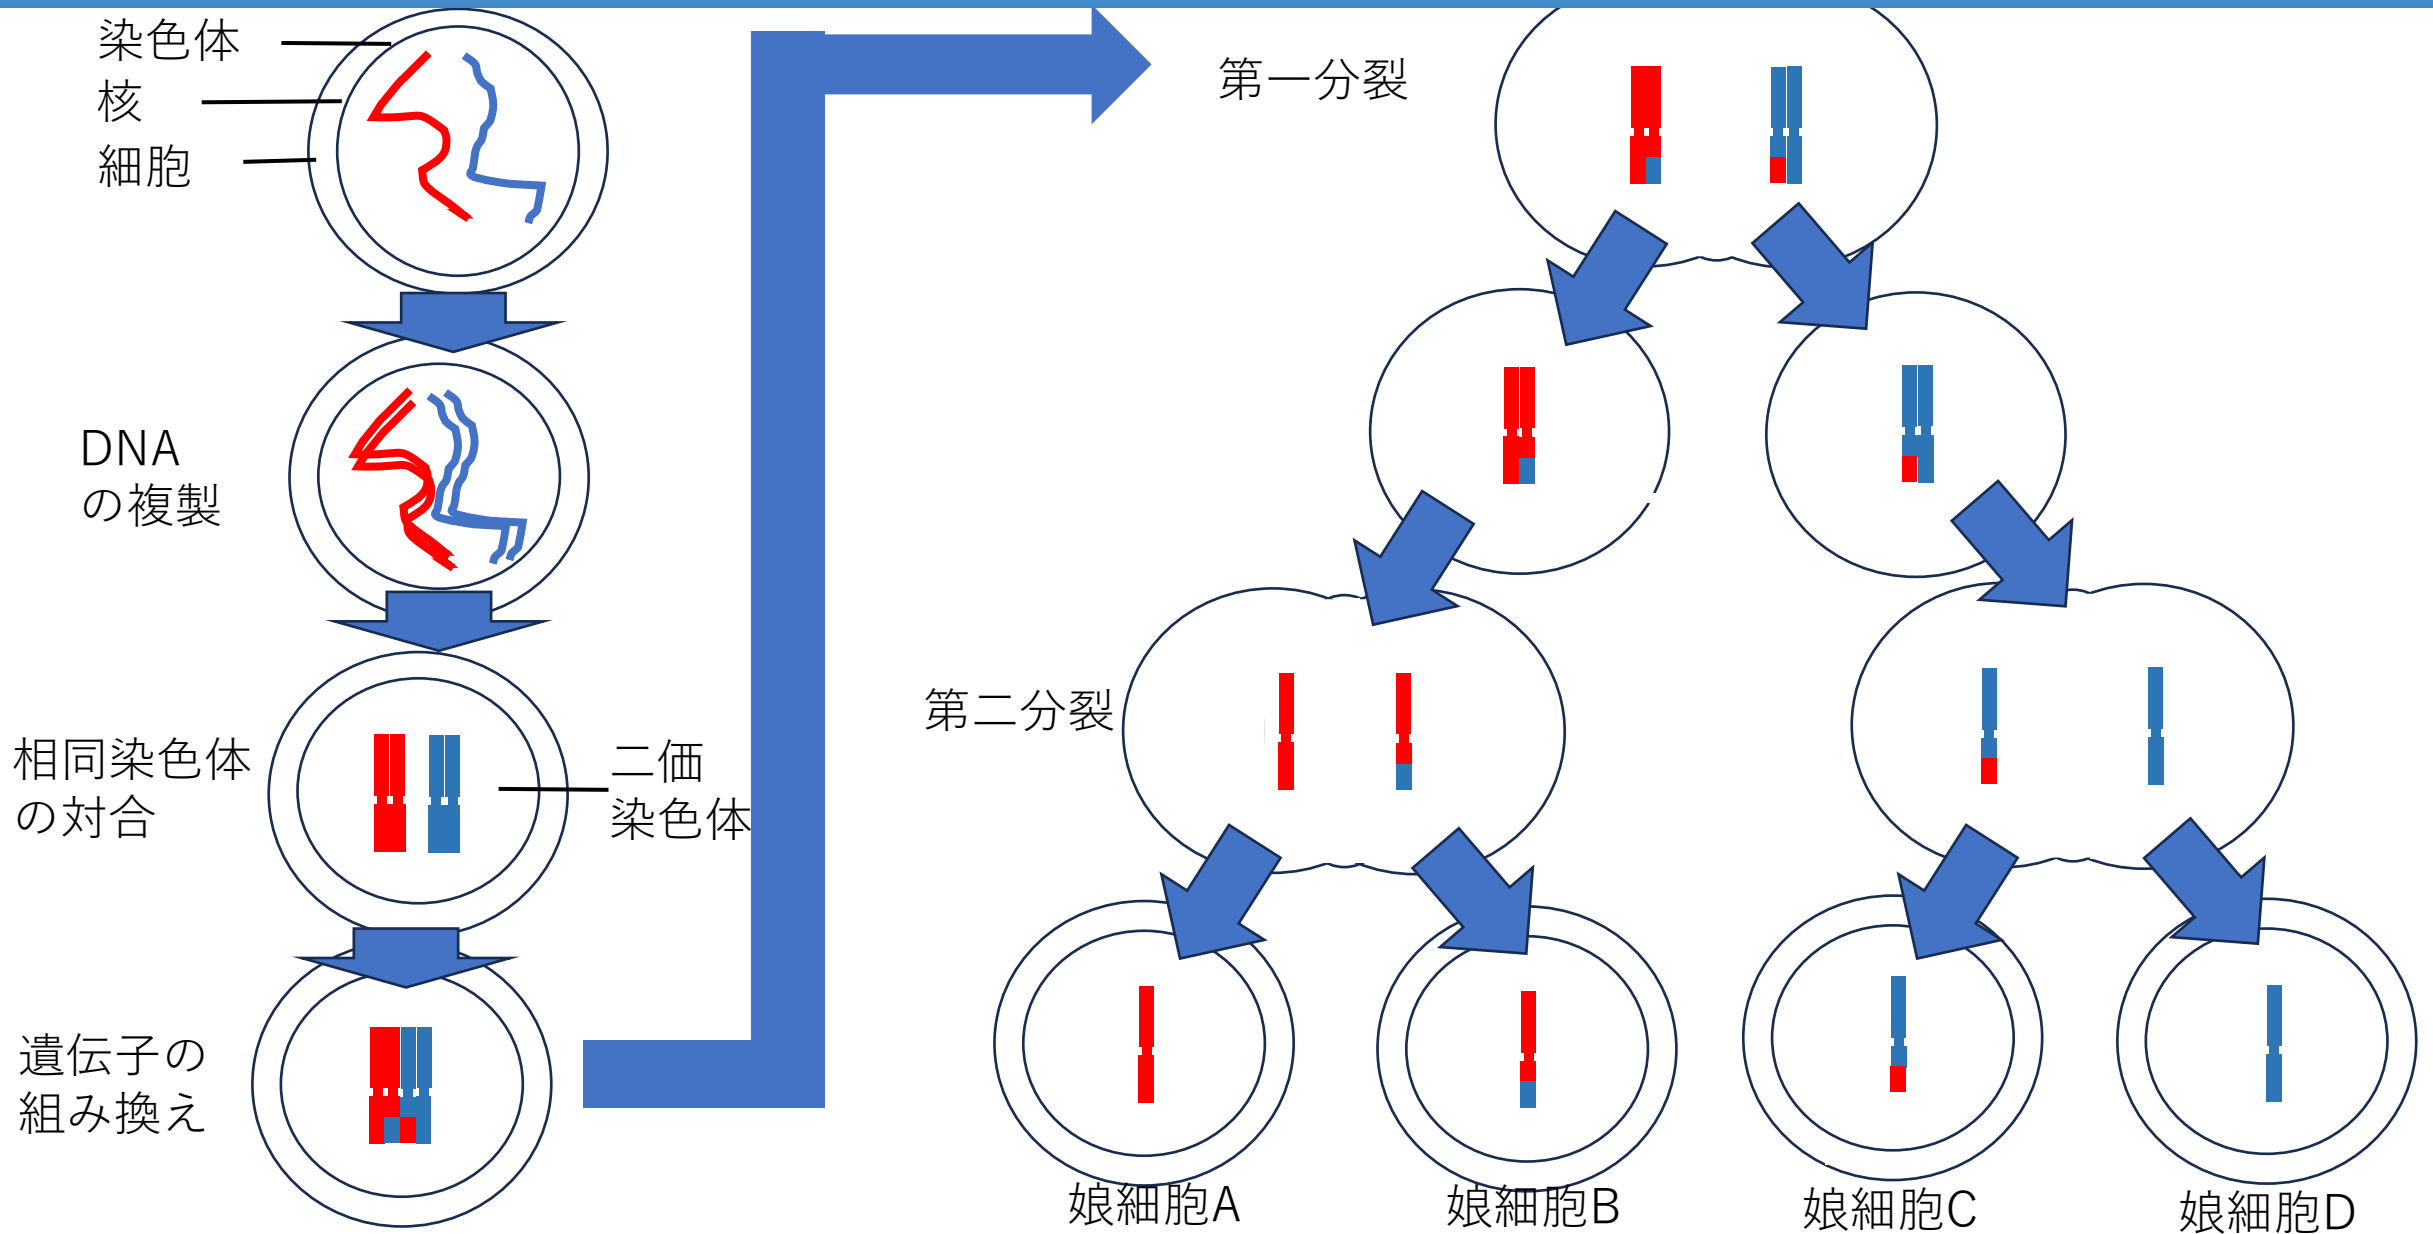 染色体
核
細胞
DNA
の複製
相同染色体
の対合
二価
染色体
遺伝子の
組み換え
第一分裂
第二分裂
娘細胞A
娘細胞B
娘細胞C
娘細胞D